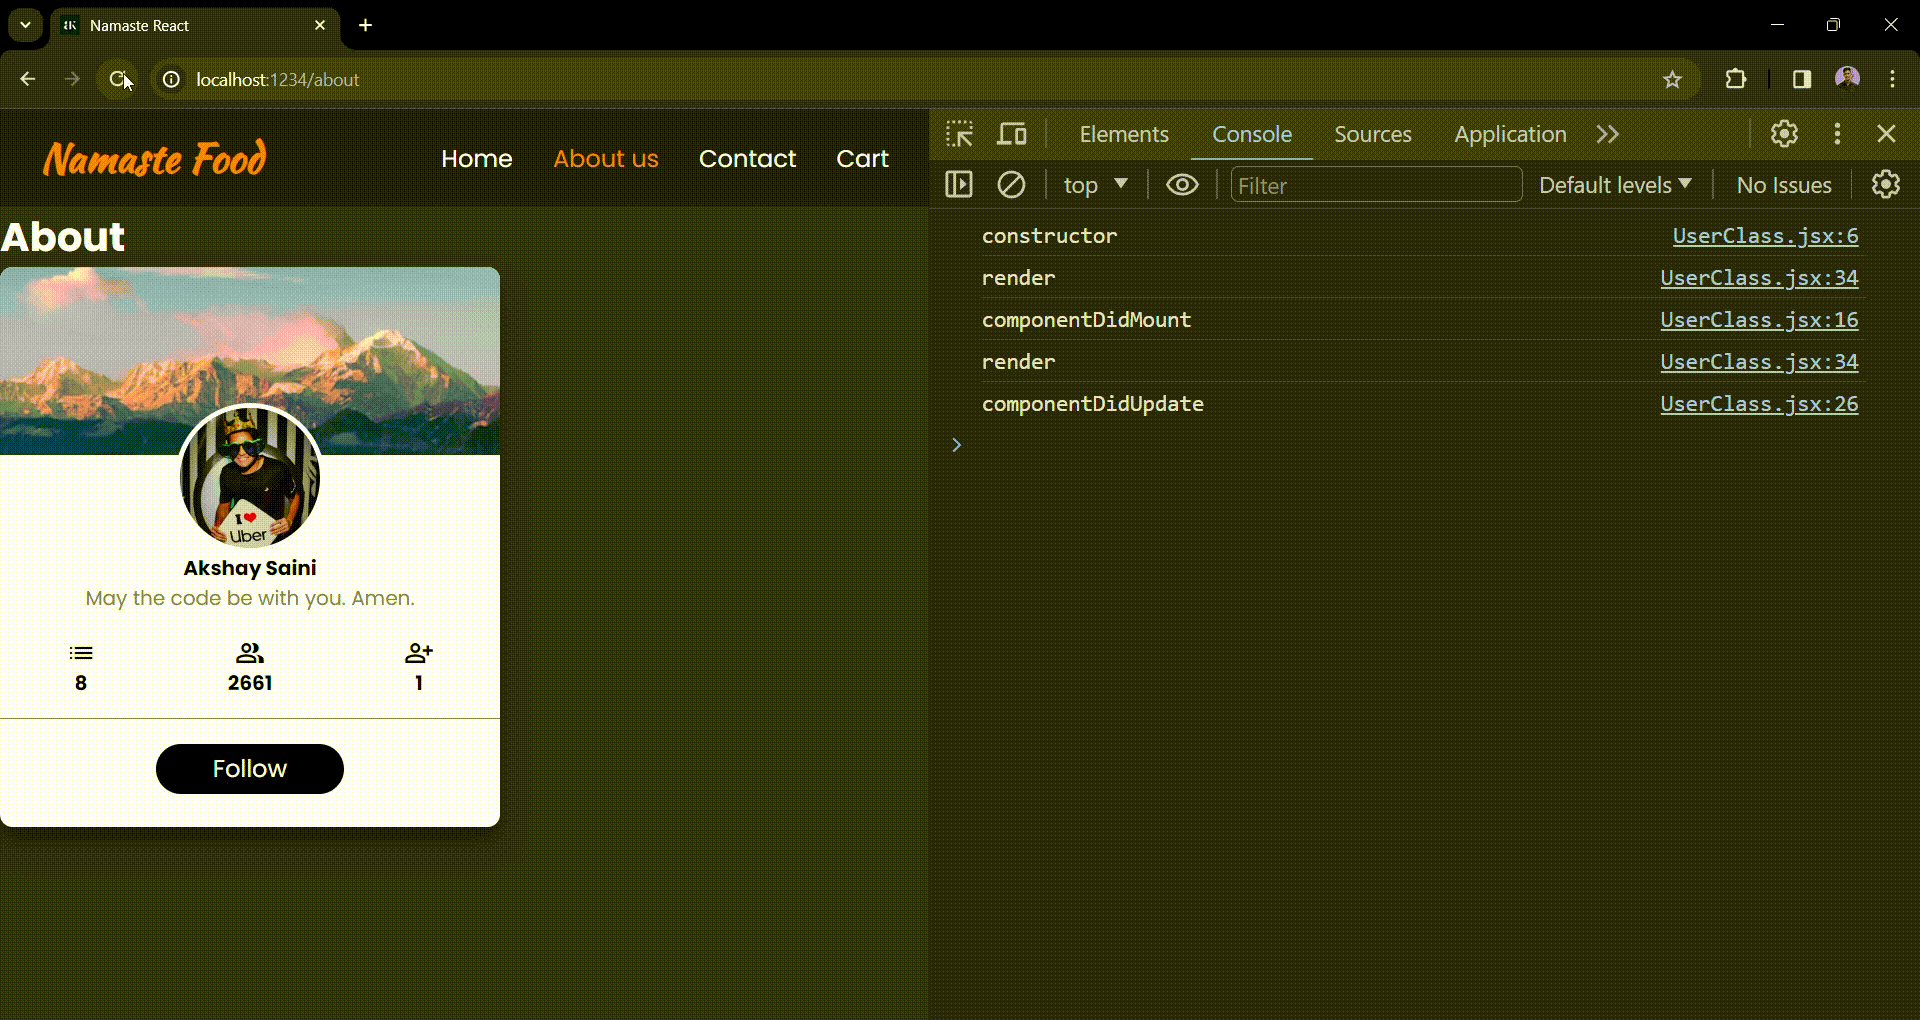 Namaste React
localhost:1234/about
Namaste Food
Home
About us
Contact
Cart
About
I ❤
Uber
Akshay Saini
May the code be with you. Amen.
8
2661
1
Follow
Elements
Console
Sources
Application
top
Filter
Default levels
No Issues
constructor UserClass.jsx:6
render UserClass.jsx:34
componentDidMount UserClass.jsx:16
render UserClass.jsx:34
componentDidUpdate UserClass.jsx:26